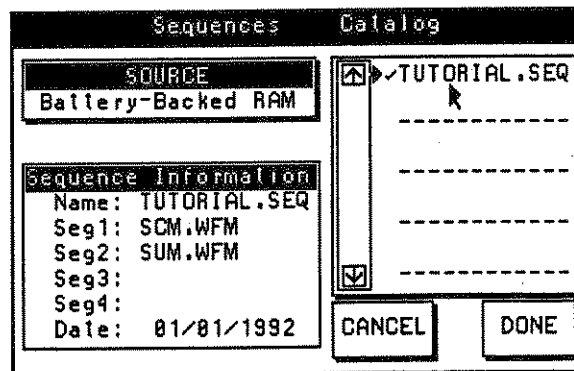 Sequences Catalog
SOURCE
Battery-Backed RAM
Sequence Information
Name: TUTORIAL.SEQ
Seg1: SCM.WFM
Seg2: SUM.WFM
Seg3:
Seg4:
Date: 01/01/1992
✓TUTORIAL.SEQ
CANCEL
DONE